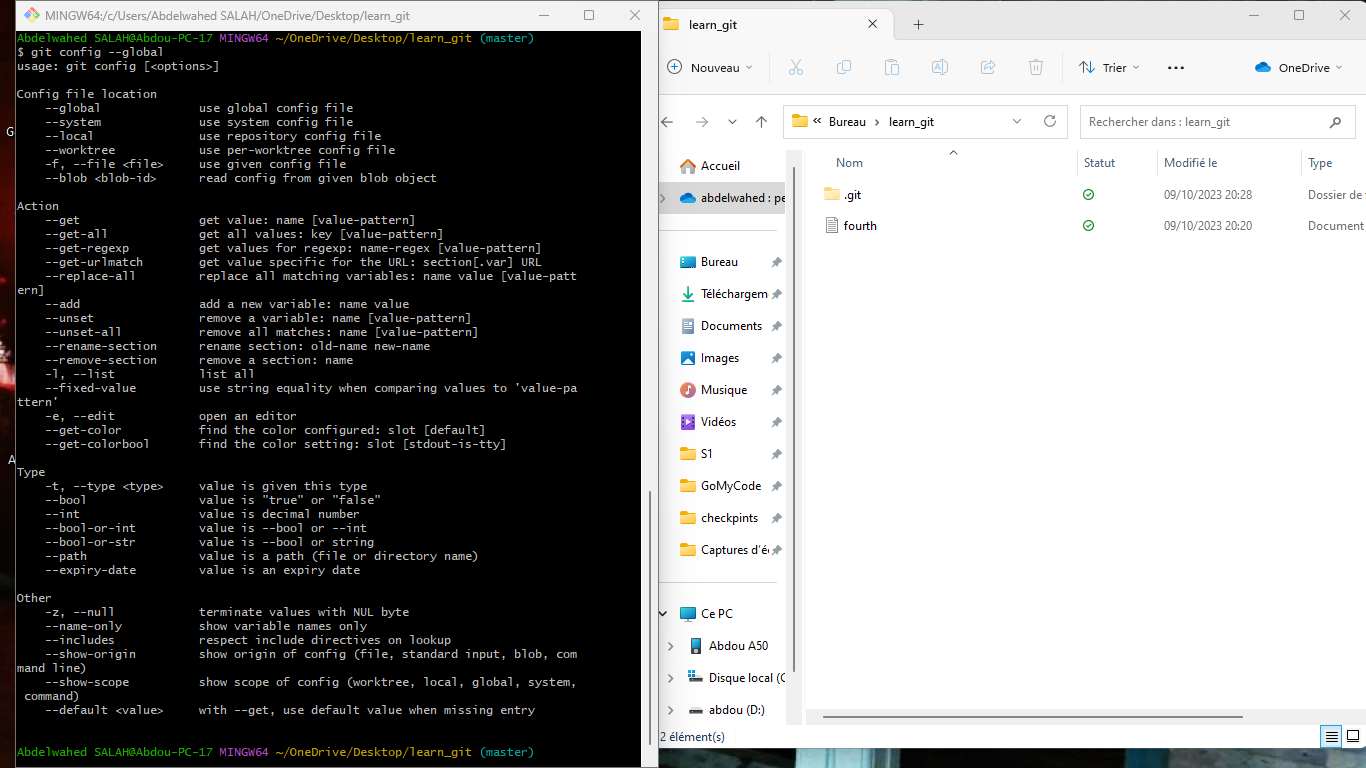 MINGW64:/c/Users/Abdelwahed SALAH/OneDrive/Desktop/learn_git
Abdelwahed SALAH@Abdou-PC-17 MINGW64 ~/OneDrive/Desktop/learn_git (master)
$ git config --global
usage: git config [<options>]
Config file location
--global use global config file
--system use system config file
--local use repository config file
--worktree use per-worktree config file
-f, --file <file> use given config file
--blob <blob-id> read config from given blob object
Action
--get get value: name [value-pattern]
--get-all get all values: key [value-pattern]
--get-regexp get values for regexp: name-regex [value-pattern]
--get-urlmatch get value specific for the URL: section[.var] URL
--replace-all replace all matching variables: name value [value-patt
ern]
--add add a new variable: name value
--unset remove a variable: name [value-pattern]
--unset-all remove all matches: name [value-pattern]
--rename-section rename section: old-name new-name
--remove-section remove a section: name
-l, --list list all
--fixed-value use string equality when comparing values to 'value-pa
ttern'
-e, --edit open an editor
--get-color find the color configured: slot [default]
--get-colorbool find the color setting: slot [stdout-is-tty]
Type
-t, --type <type> value is given this type
--bool value is "true" or "false"
--int value is decimal number
--bool-or-int value is --bool or --int
--bool-or-str value is --bool or string
--path value is a path (file or directory name)
--expiry-date value is an expiry date
Other
-z, --null terminate values with NUL byte
--name-only show variable names only
--includes respect include directives on lookup
--show-origin show origin of config (file, standard input, blob, com
mand line)
--show-scope show scope of config (worktree, local, global, system,
command)
--default <value> with --get, use default value when missing entry
Abdelwahed SALAH@Abdou-PC-17 MINGW64 ~/OneDrive/Desktop/learn_git (master)
learn_git
Nouveau
Trier
OneDrive
Bureau
learn_git
Rechercher dans : learn_git
Accueil
abdelwahed : pe
Bureau
Téléchargem
Documents
Images
Musique
Vidéos
S1
GoMyCode
checkpints
Captures d'é
Ce PC
Abdou A50
Disque local (C
abdou (D:)
Nom Statut Modifié le Type
.git 09/10/2023 20:28 Dossier de
fourth 09/10/2023 20:20 Document
2 élément(s)